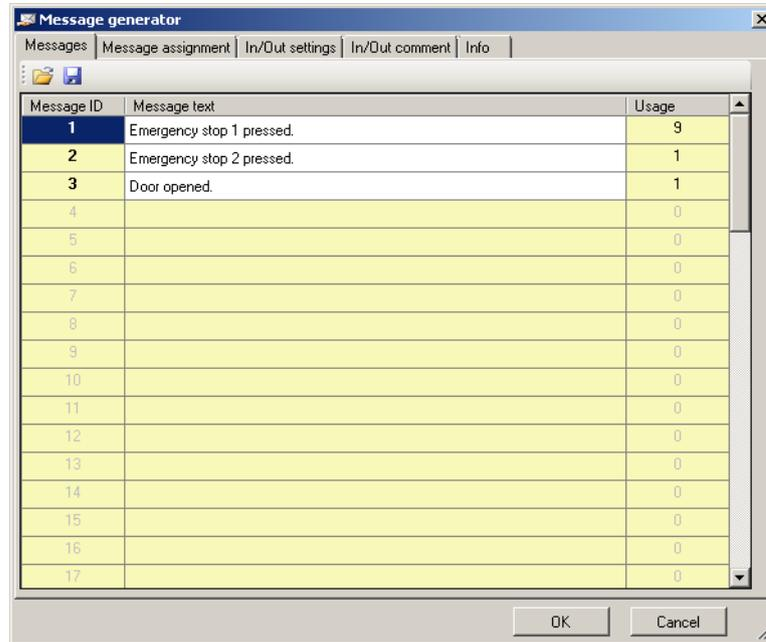 Message generator
Messages Message assignment In/Out settings In/Out comment Info
Message ID Message text Usage
1 Emergency stop 1 pressed. 9
2 Emergency stop 2 pressed. 1
3 Door opened. 1
4 0
5 0
6 0
7 0
8 0
9 0
10 0
11 0
12 0
13 0
14 0
15 0
16 0
17 0
OK Cancel